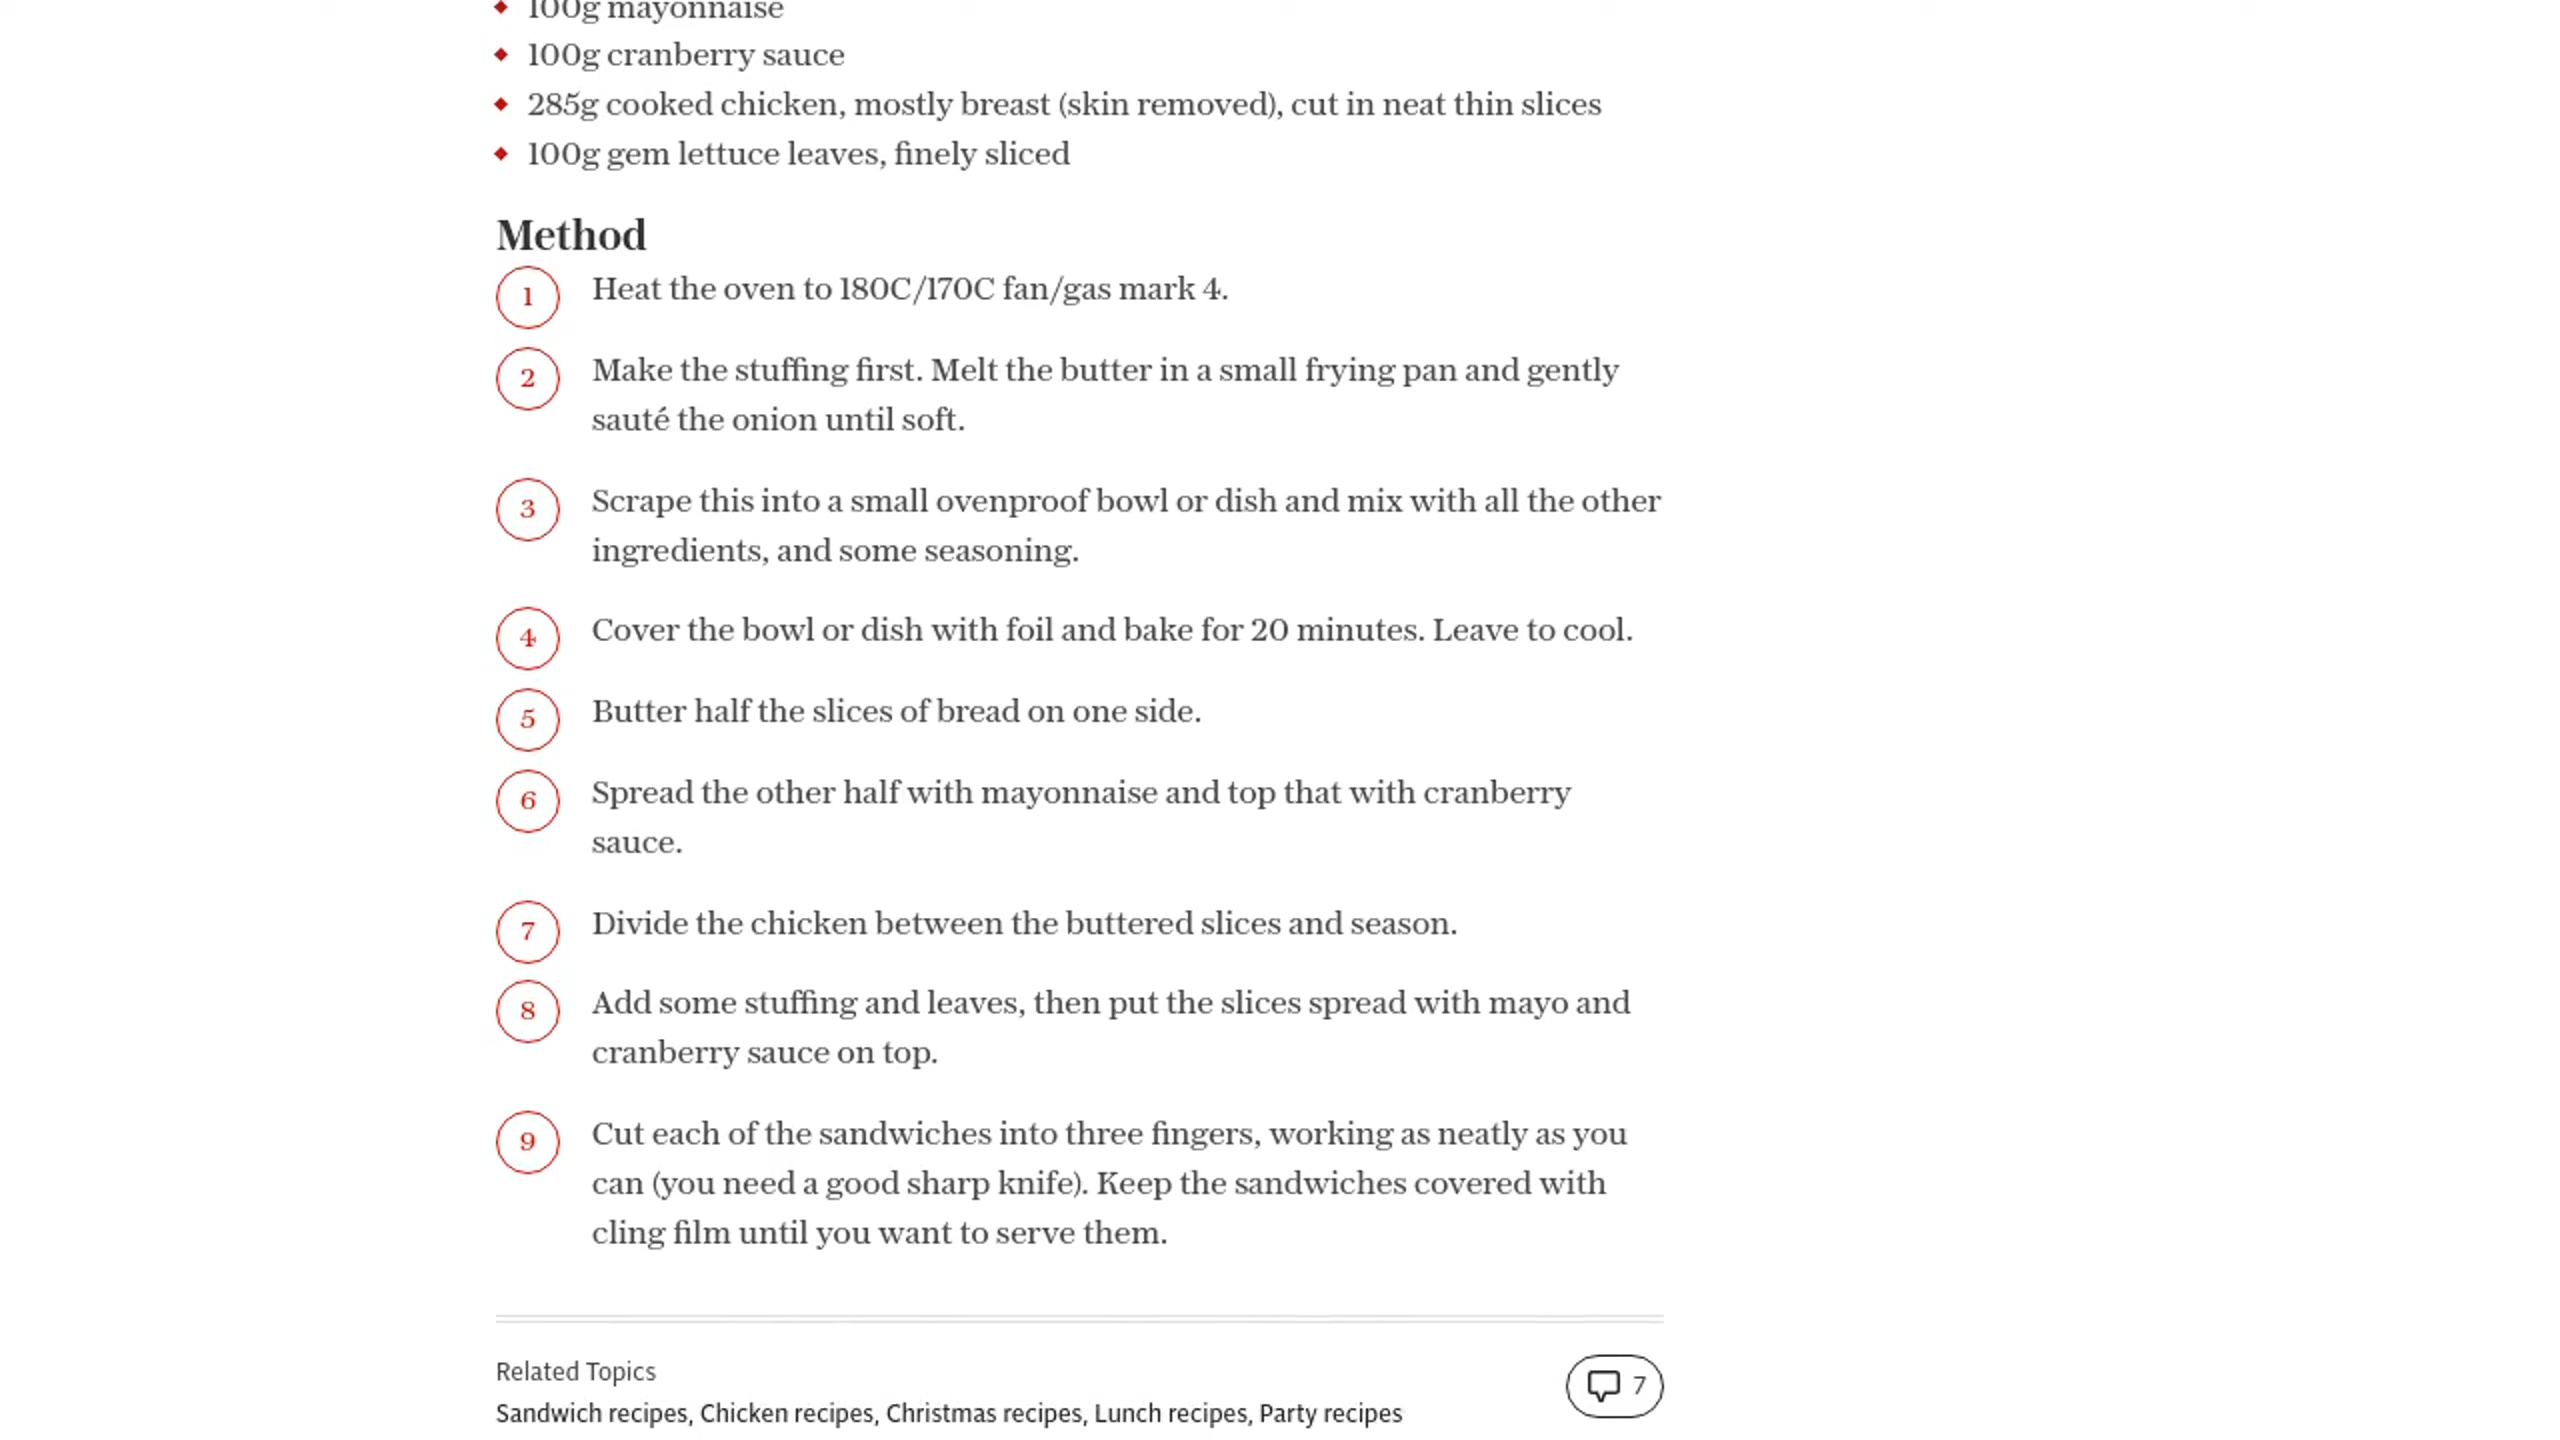 100g mayonnaise
100g cranberry sauce
285g cooked chicken, mostly breast (skin removed), cut in neat thin slices
100g gem lettuce leaves, finely sliced
Method
1 Heat the oven to 180C/170C fan/gas mark 4.
2 Make the stuffing first. Melt the butter in a small frying pan and gently
sauté the onion until soft.
3 Scrape this into a small ovenproof bowl or dish and mix with all the other
ingredients, and some seasoning.
4 Cover the bowl or dish with foil and bake for 20 minutes. Leave to cool.
5 Butter half the slices of bread on one side.
6 Spread the other half with mayonnaise and top that with cranberry
sauce.
7 Divide the chicken between the buttered slices and season.
8 Add some stuffing and leaves, then put the slices spread with mayo and
cranberry sauce on top.
9 Cut each of the sandwiches into three fingers, working as neatly as you
can (you need a good sharp knife). Keep the sandwiches covered with
cling film until you want to serve them.
Related Topics
7
Sandwich recipes, Chicken recipes, Christmas recipes, Lunch recipes, Party recipes